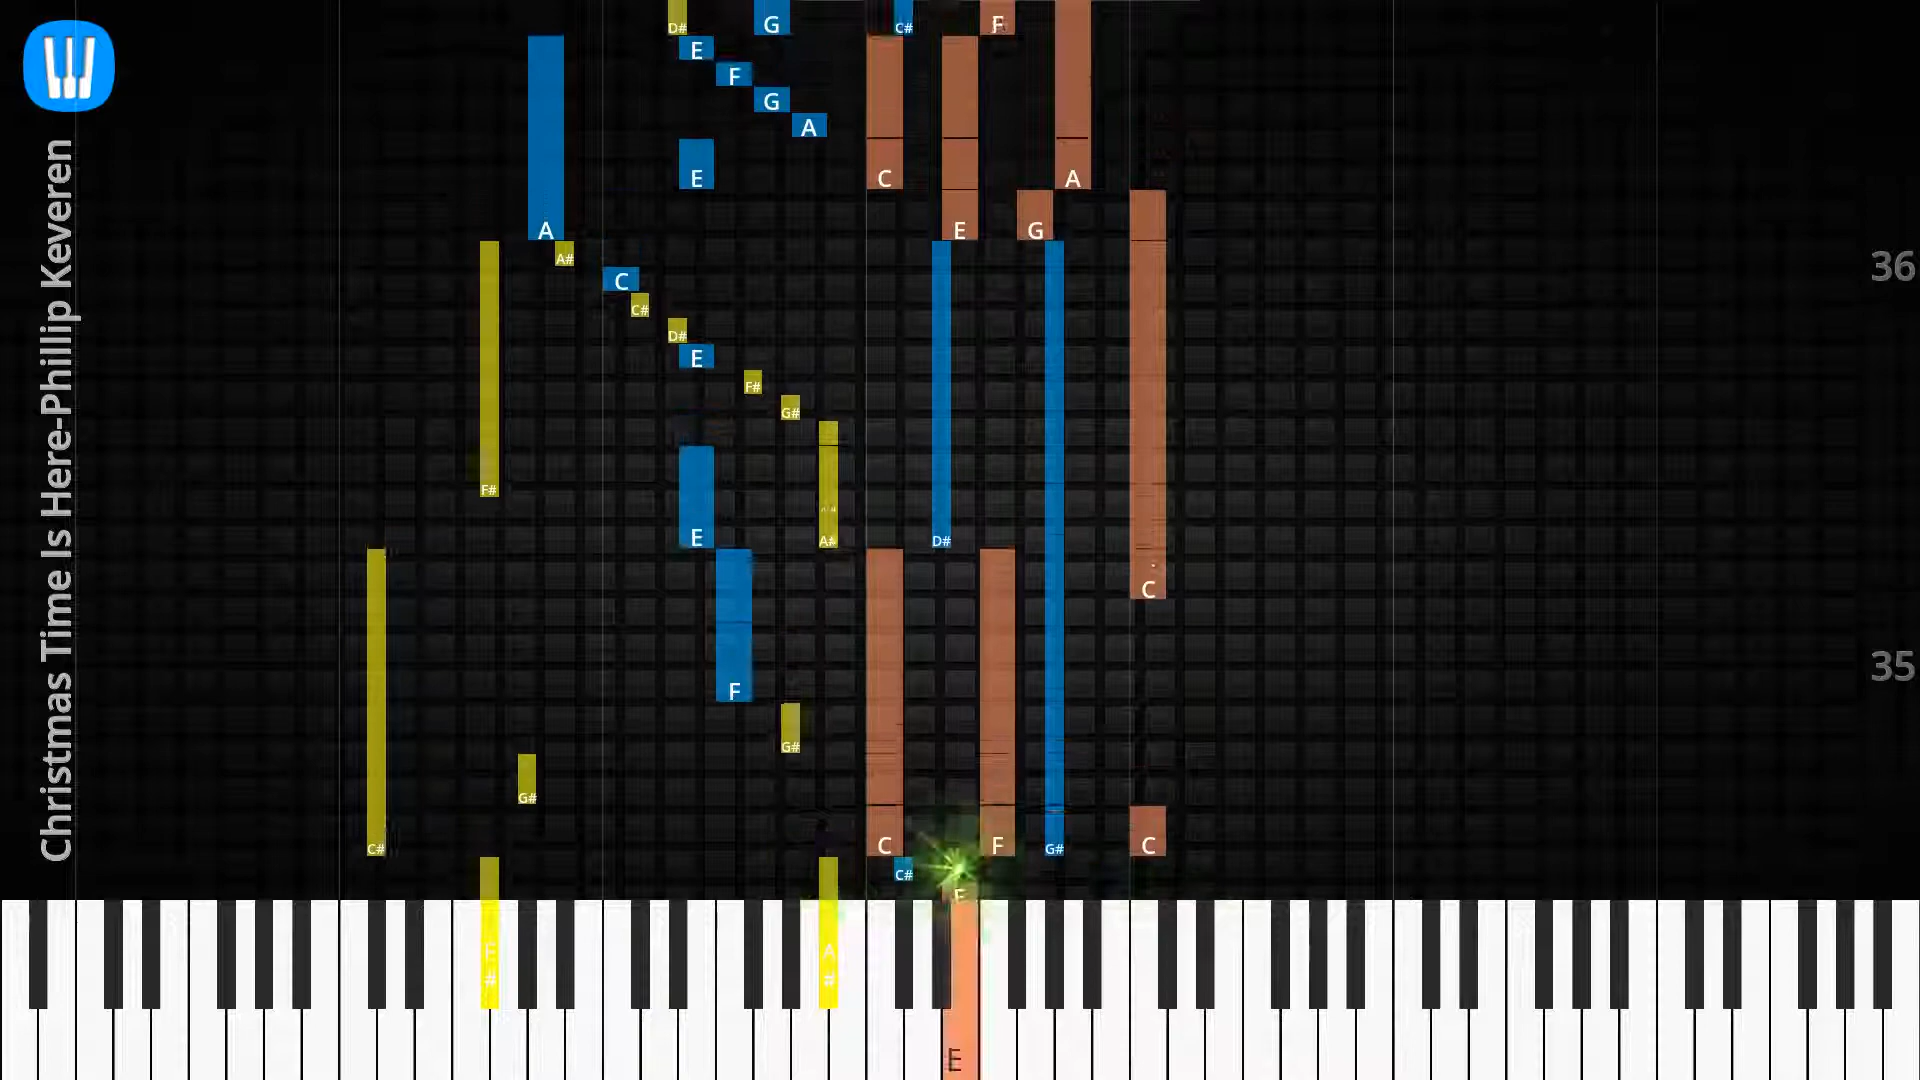 Christmas Time Is Here-Phillip Keveren
D# G C# F
E
F
G
A
E C A
A E G
A#
36
C
C#
D#
E
F#
G#
F#
E A# D#
C
35
F
G#
G#
C# C F G# C
C#
E
F# A#
E